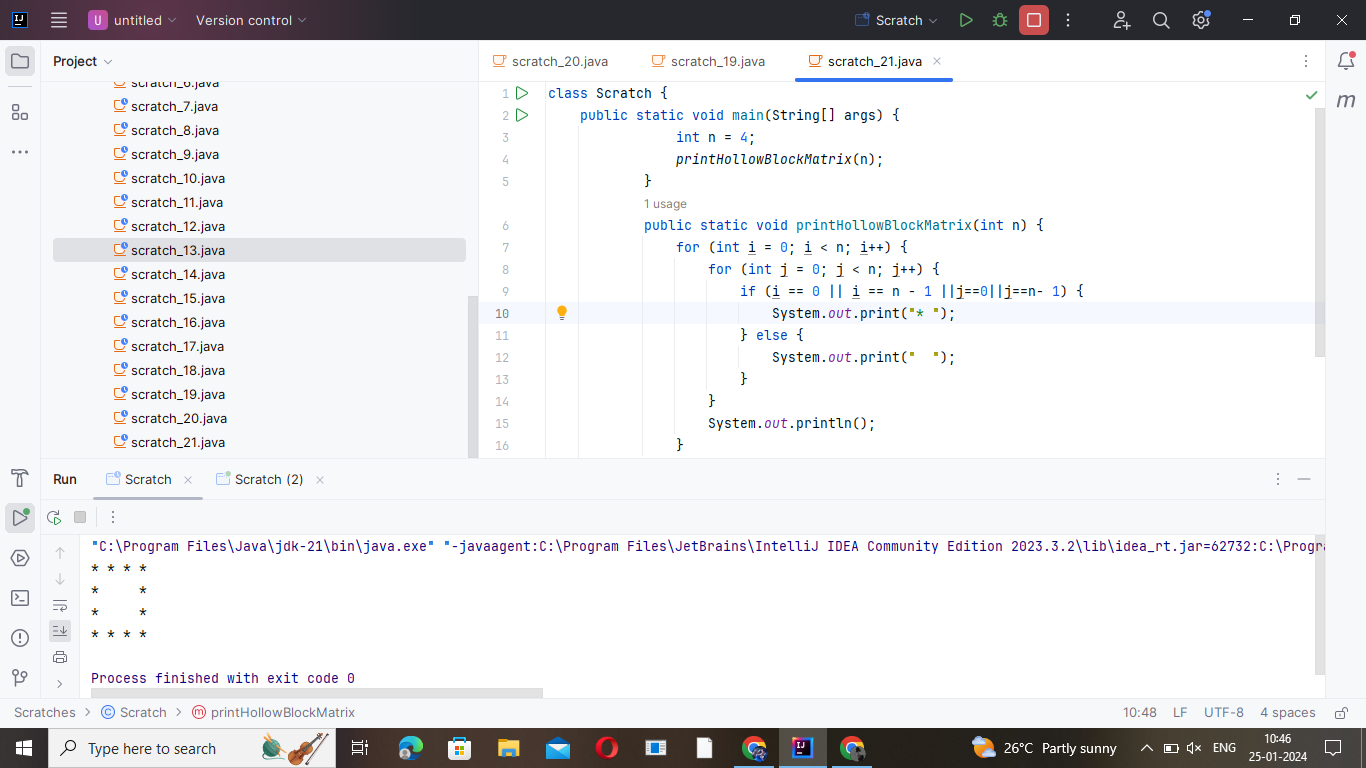 U untitled Version control Scratch
Project scratch_20.java scratch_19.java scratch_21.java
scratch_6.java
scratch_7.java
scratch_8.java
scratch_9.java
scratch_10.java
scratch_11.java
scratch_12.java
scratch_13.java
scratch_14.java
scratch_15.java
scratch_16.java
scratch_17.java
scratch_18.java
scratch_19.java
scratch_20.java
scratch_21.java
1 class Scratch {
2 public static void main(String[] args) {
3 int n = 4;
4 printHollowBlockMatrix(n);
5 }
1 usage
6 public static void printHollowBlockMatrix(int n) {
7 for (int i = 0; i < n; i++) {
8 for (int j = 0; j < n; j++) {
9 if (i == 0 || i == n - 1 ||j==0||j==n- 1) {
10 System.out.print("* ");
11 } else {
12 System.out.print("  ");
13 }
14 }
15 System.out.println();
16 }
m
Run Scratch Scratch (2)
"C:\Program Files\Java\jdk-21\bin\java.exe" "-javaagent:C:\Program Files\JetBrains\IntelliJ IDEA Community Edition 2023.3.2\lib\idea_rt.jar=62732:C:\Progra
* * * *
*     *
*     *
* * * *
Process finished with exit code 0
Scratches > C Scratch > m printHollowBlockMatrix 10:48 LF UTF-8 4 spaces
Type here to search 26°C Partly sunny ENG 10:46
25-01-2024